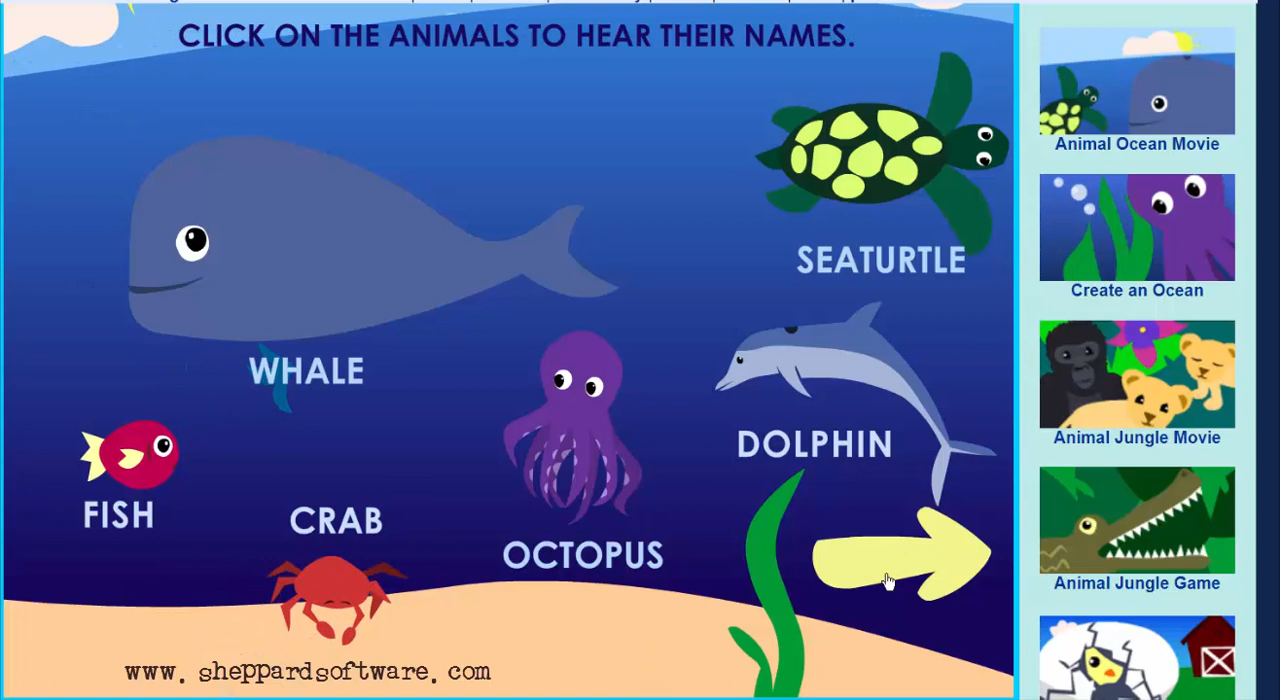 CLICK ON THE ANIMALS TO HEAR THEIR NAMES.
SEATURTLE
WHALE
DOLPHIN
FISH
CRAB
OCTOPUS
www. sheppardsoftware. com
Animal Ocean Movie
Create an Ocean
Animal Jungle Movie
Animal Jungle Game